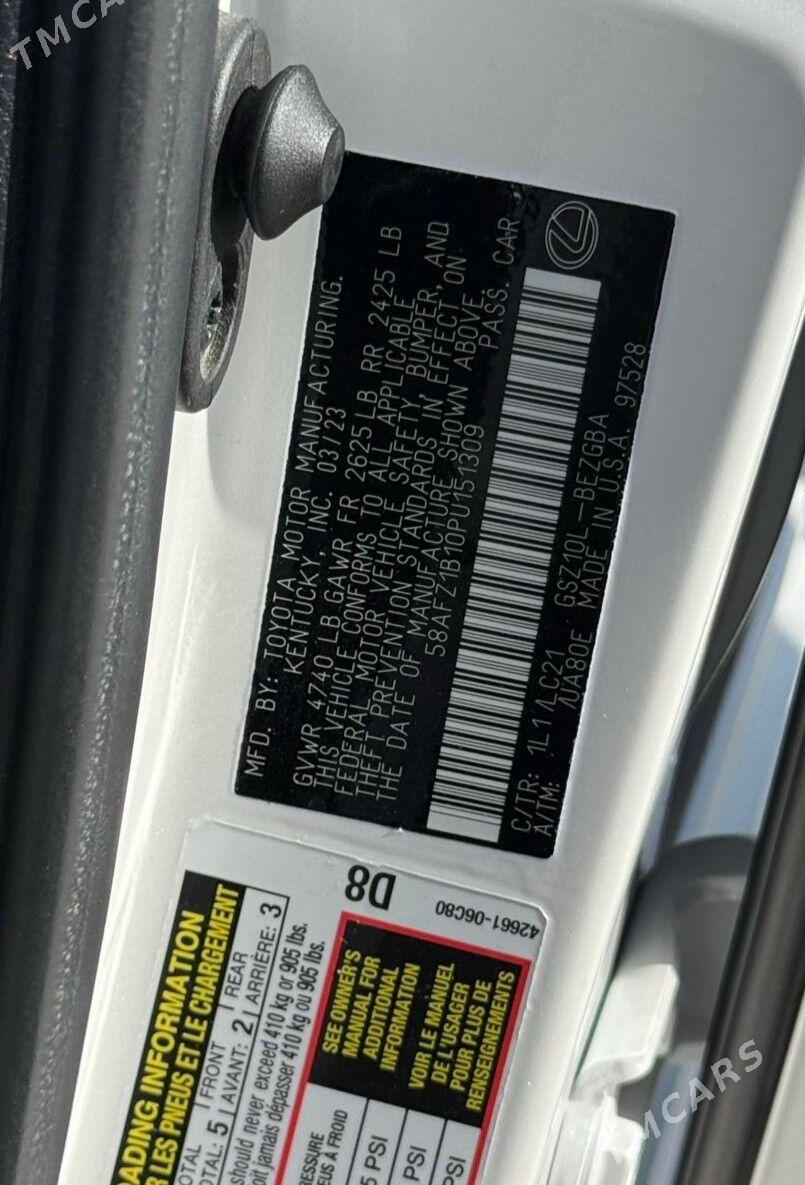 TMCARS
MFD. BY: TOYOTA MOTOR MANUFACTURING.
KENTUCKY, INC. 03/23
GVWR 4740 LB GAWR FR 2625 LB RR 2425 LB
THIS VEHICLE CONFORMS TO ALL APPLICABLE
FEDERAL MOTOR VEHICLE SAFETY, BUMPER, AND
THEFT PREVENTION STANDARDS IN EFFECT ON
THE DATE OF MANUFACTURE SHOWN ABOVE.
58AFZ1B10PU151309 PASS. CAR
C/TR: 1L1 LC21 GSZ10L-BEZGBA
A/TM: UA80E MADE IN U.S.A. 97528
D8
42661-06C80
LOADING INFORMATION
LES PNEUS ET LE CHARGEMENT
FRONT REAR
TOTAL: 5 AVANT: 2 ARRIÈRE: 3
should never exceed 410 kg or 905 lbs.
jamais dépasser 410 kg ou 905 lbs.
SEE OWNER'S
MANUAL FOR
ADDITIONAL
INFORMATION
VOIR LE MANUEL
DE L'USAGER
POUR PLUS DE
RENSEIGNEMENTS
À FROID
PSI
PSI
PSI
TMCARS